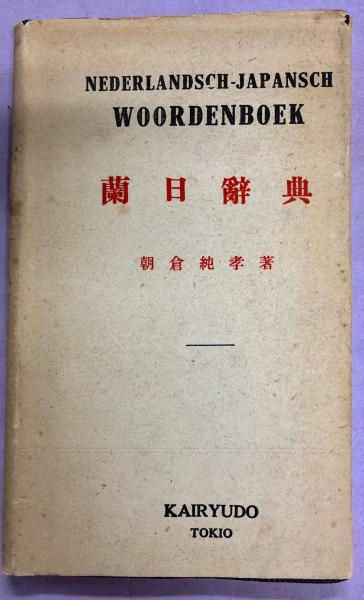 NEDERLANDSCH-JAPANSCH
WOORDENBOEK
蘭日辭典
朝倉純孝著
KAIRYUDO
TOKIO